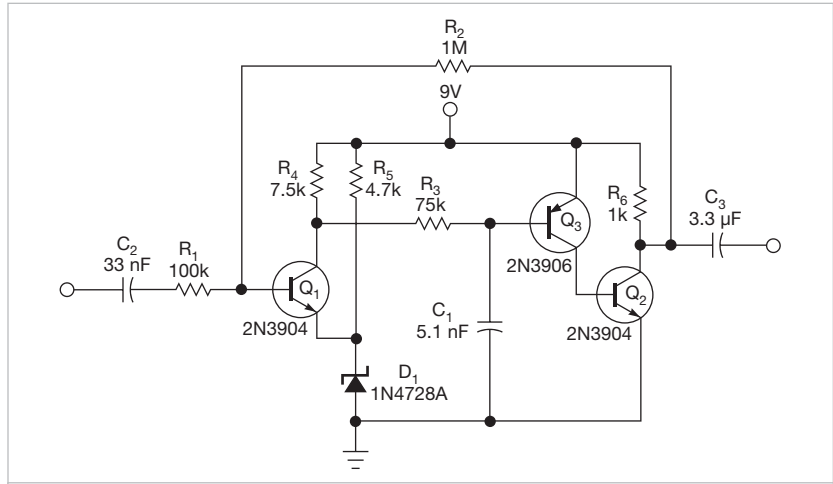 R2
1M
9V
R4
7.5k
R5
4.7k
R3
75k
R6
1k
C3
3.3 µF
Q3
2N3906
C2
33 nF
R1
100k
Q1
2N3904
C1
5.1 nF
Q2
2N3904
D1
1N4728A